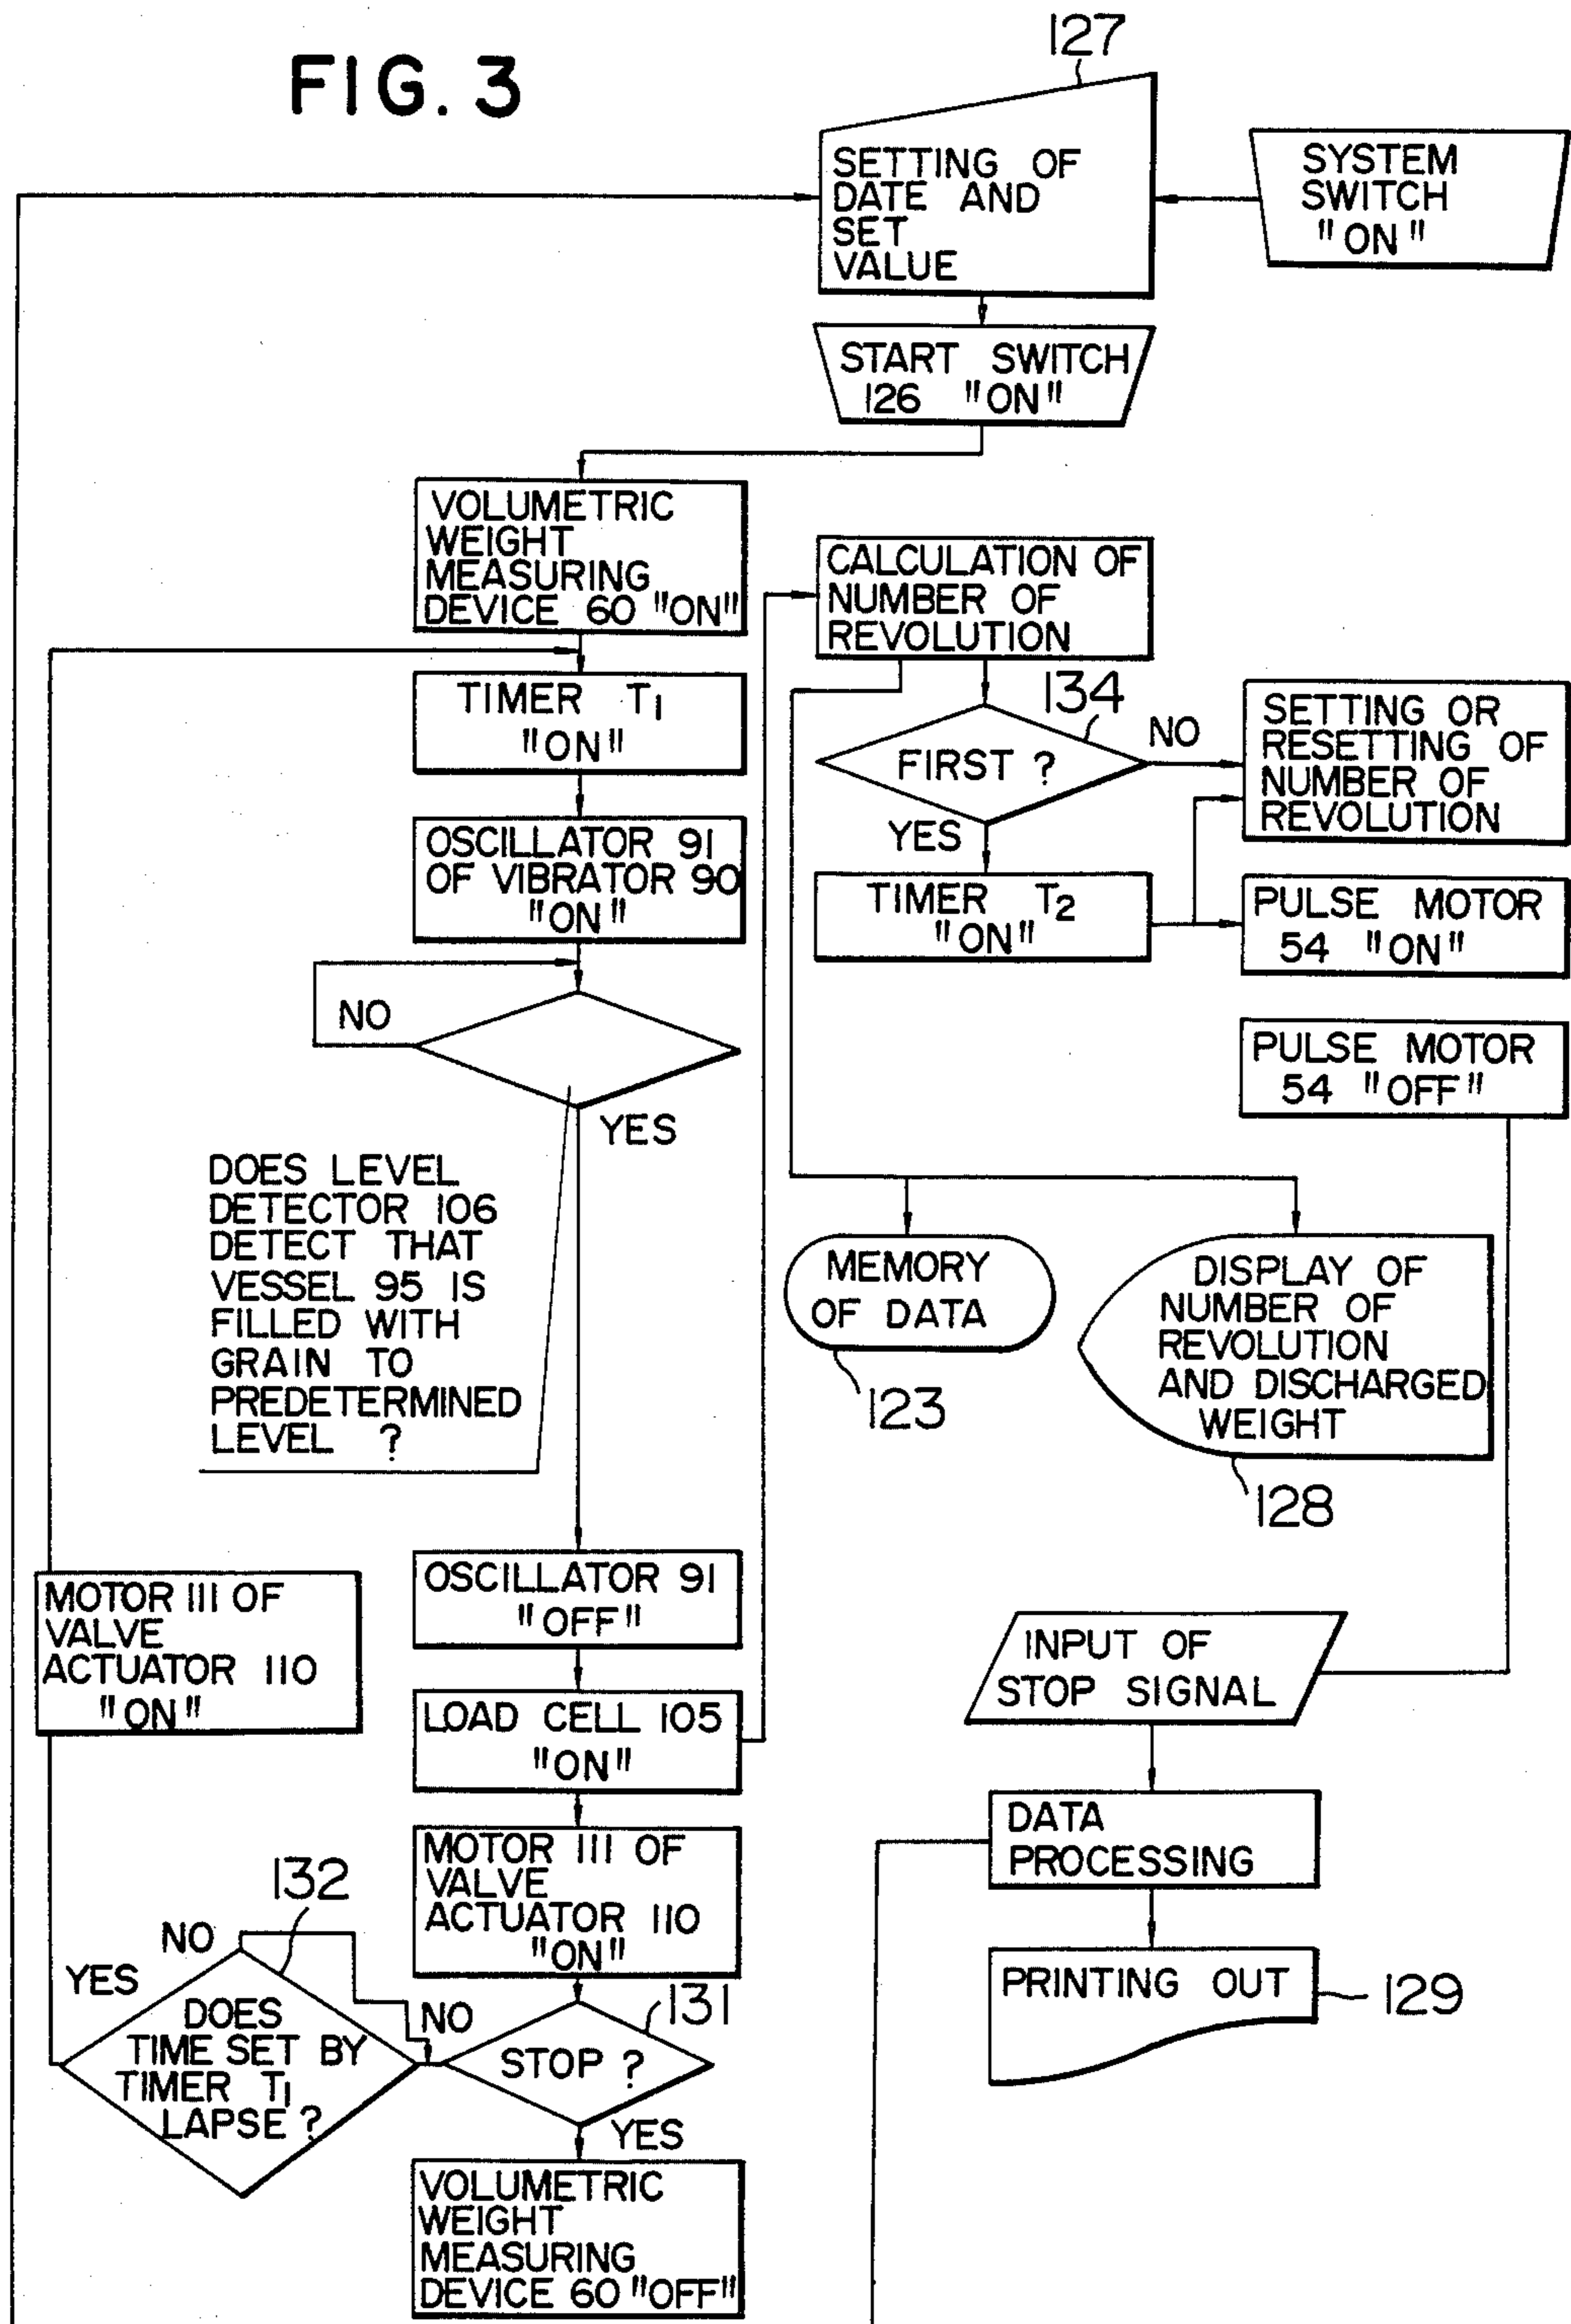 FIG. 3
127
SETTING OF
DATE AND
SET
VALUE
SYSTEM
SWITCH
"ON"
START SWITCH
126 "ON"
VOLUMETRIC
WEIGHT
MEASURING
DEVICE 60 "ON"
CALCULATION OF
NUMBER OF
REVOLUTION
TIMER T1
"ON"
134
FIRST ?
NO
YES
SETTING OR
RESETTING OF
NUMBER OF
REVOLUTION
OSCILLATOR 91
OF VIBRATOR 90
"ON"
TIMER T2
"ON"
PULSE MOTOR
54 "ON"
NO
YES
PULSE MOTOR
54 "OFF"
DOES LEVEL
DETECTOR 106
DETECT THAT
VESSEL 95 IS
FILLED WITH
GRAIN TO
PREDETERMINED
LEVEL ?
MEMORY
OF DATA
123
DISPLAY OF
NUMBER OF
REVOLUTION
AND DISCHARGED
WEIGHT
128
MOTOR 111 OF
VALVE
ACTUATOR 110
"ON"
OSCILLATOR 91
"OFF"
INPUT OF
STOP SIGNAL
LOAD CELL 105
"ON"
DATA
PROCESSING
MOTOR 111 OF
VALVE
ACTUATOR 110
"ON"
132
NO
YES
DOES
TIME SET BY
TIMER T1
LAPSE ?
NO
131
STOP ?
YES
PRINTING OUT
129
VOLUMETRIC
WEIGHT
MEASURING
DEVICE 60 "OFF"